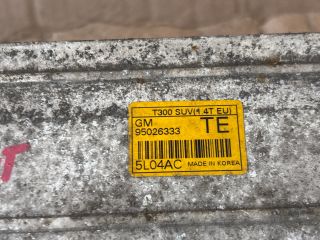 T300 SUV(1.4T EU)
GM
95026333 TE
5L04AC MADE IN KOREA
T